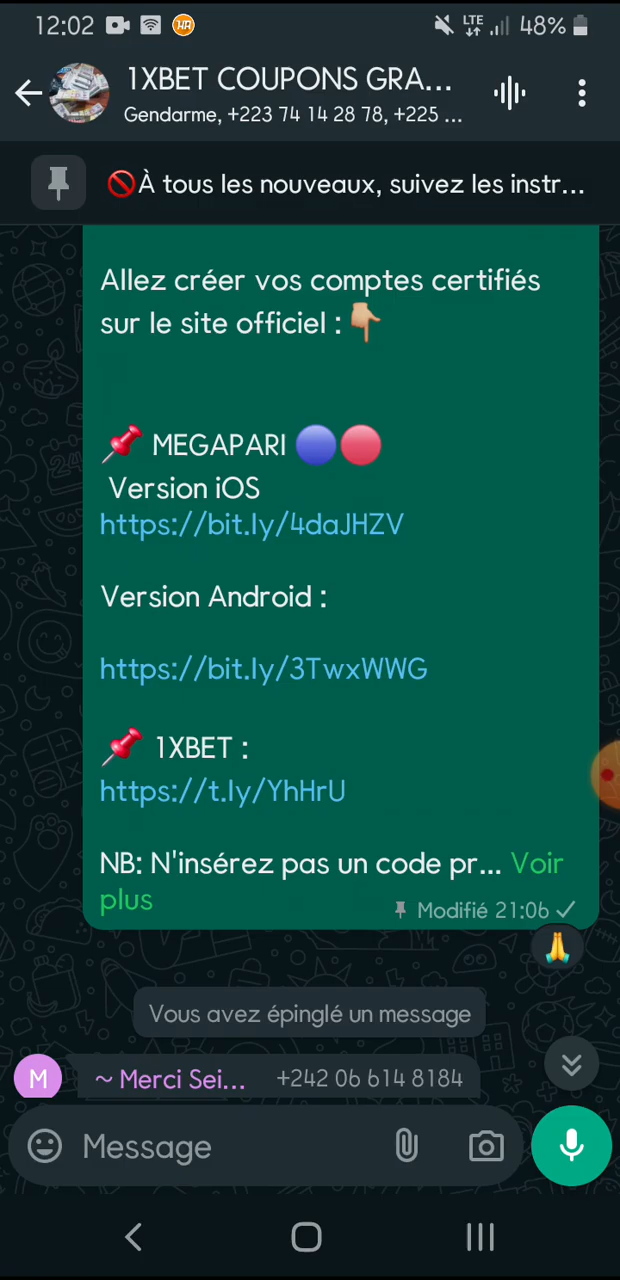 12:02 LTE 48%
1XBET COUPONS GRA...
Gendarme, +223 74 14 28 78, +225 ...
🚫À tous les nouveaux, suivez les instr...
Allez créer vos comptes certifiés
sur le site officiel :👇
📌 MEGAPARI 🔵🔴
Version iOS
https://bit.ly/4daJHZV
Version Android :
https://bit.ly/3TwxWWG
📌 1XBET :
https://t.ly/YhHrU
NB: N'insérez pas un code pr... Voir
plus
Modifié 21:06
Vous avez épinglé un message
M ~ Merci Sei... +242 06 614 8184
Message